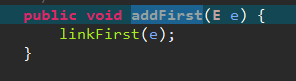 public void addFirst(E e) {
linkFirst(e);
}